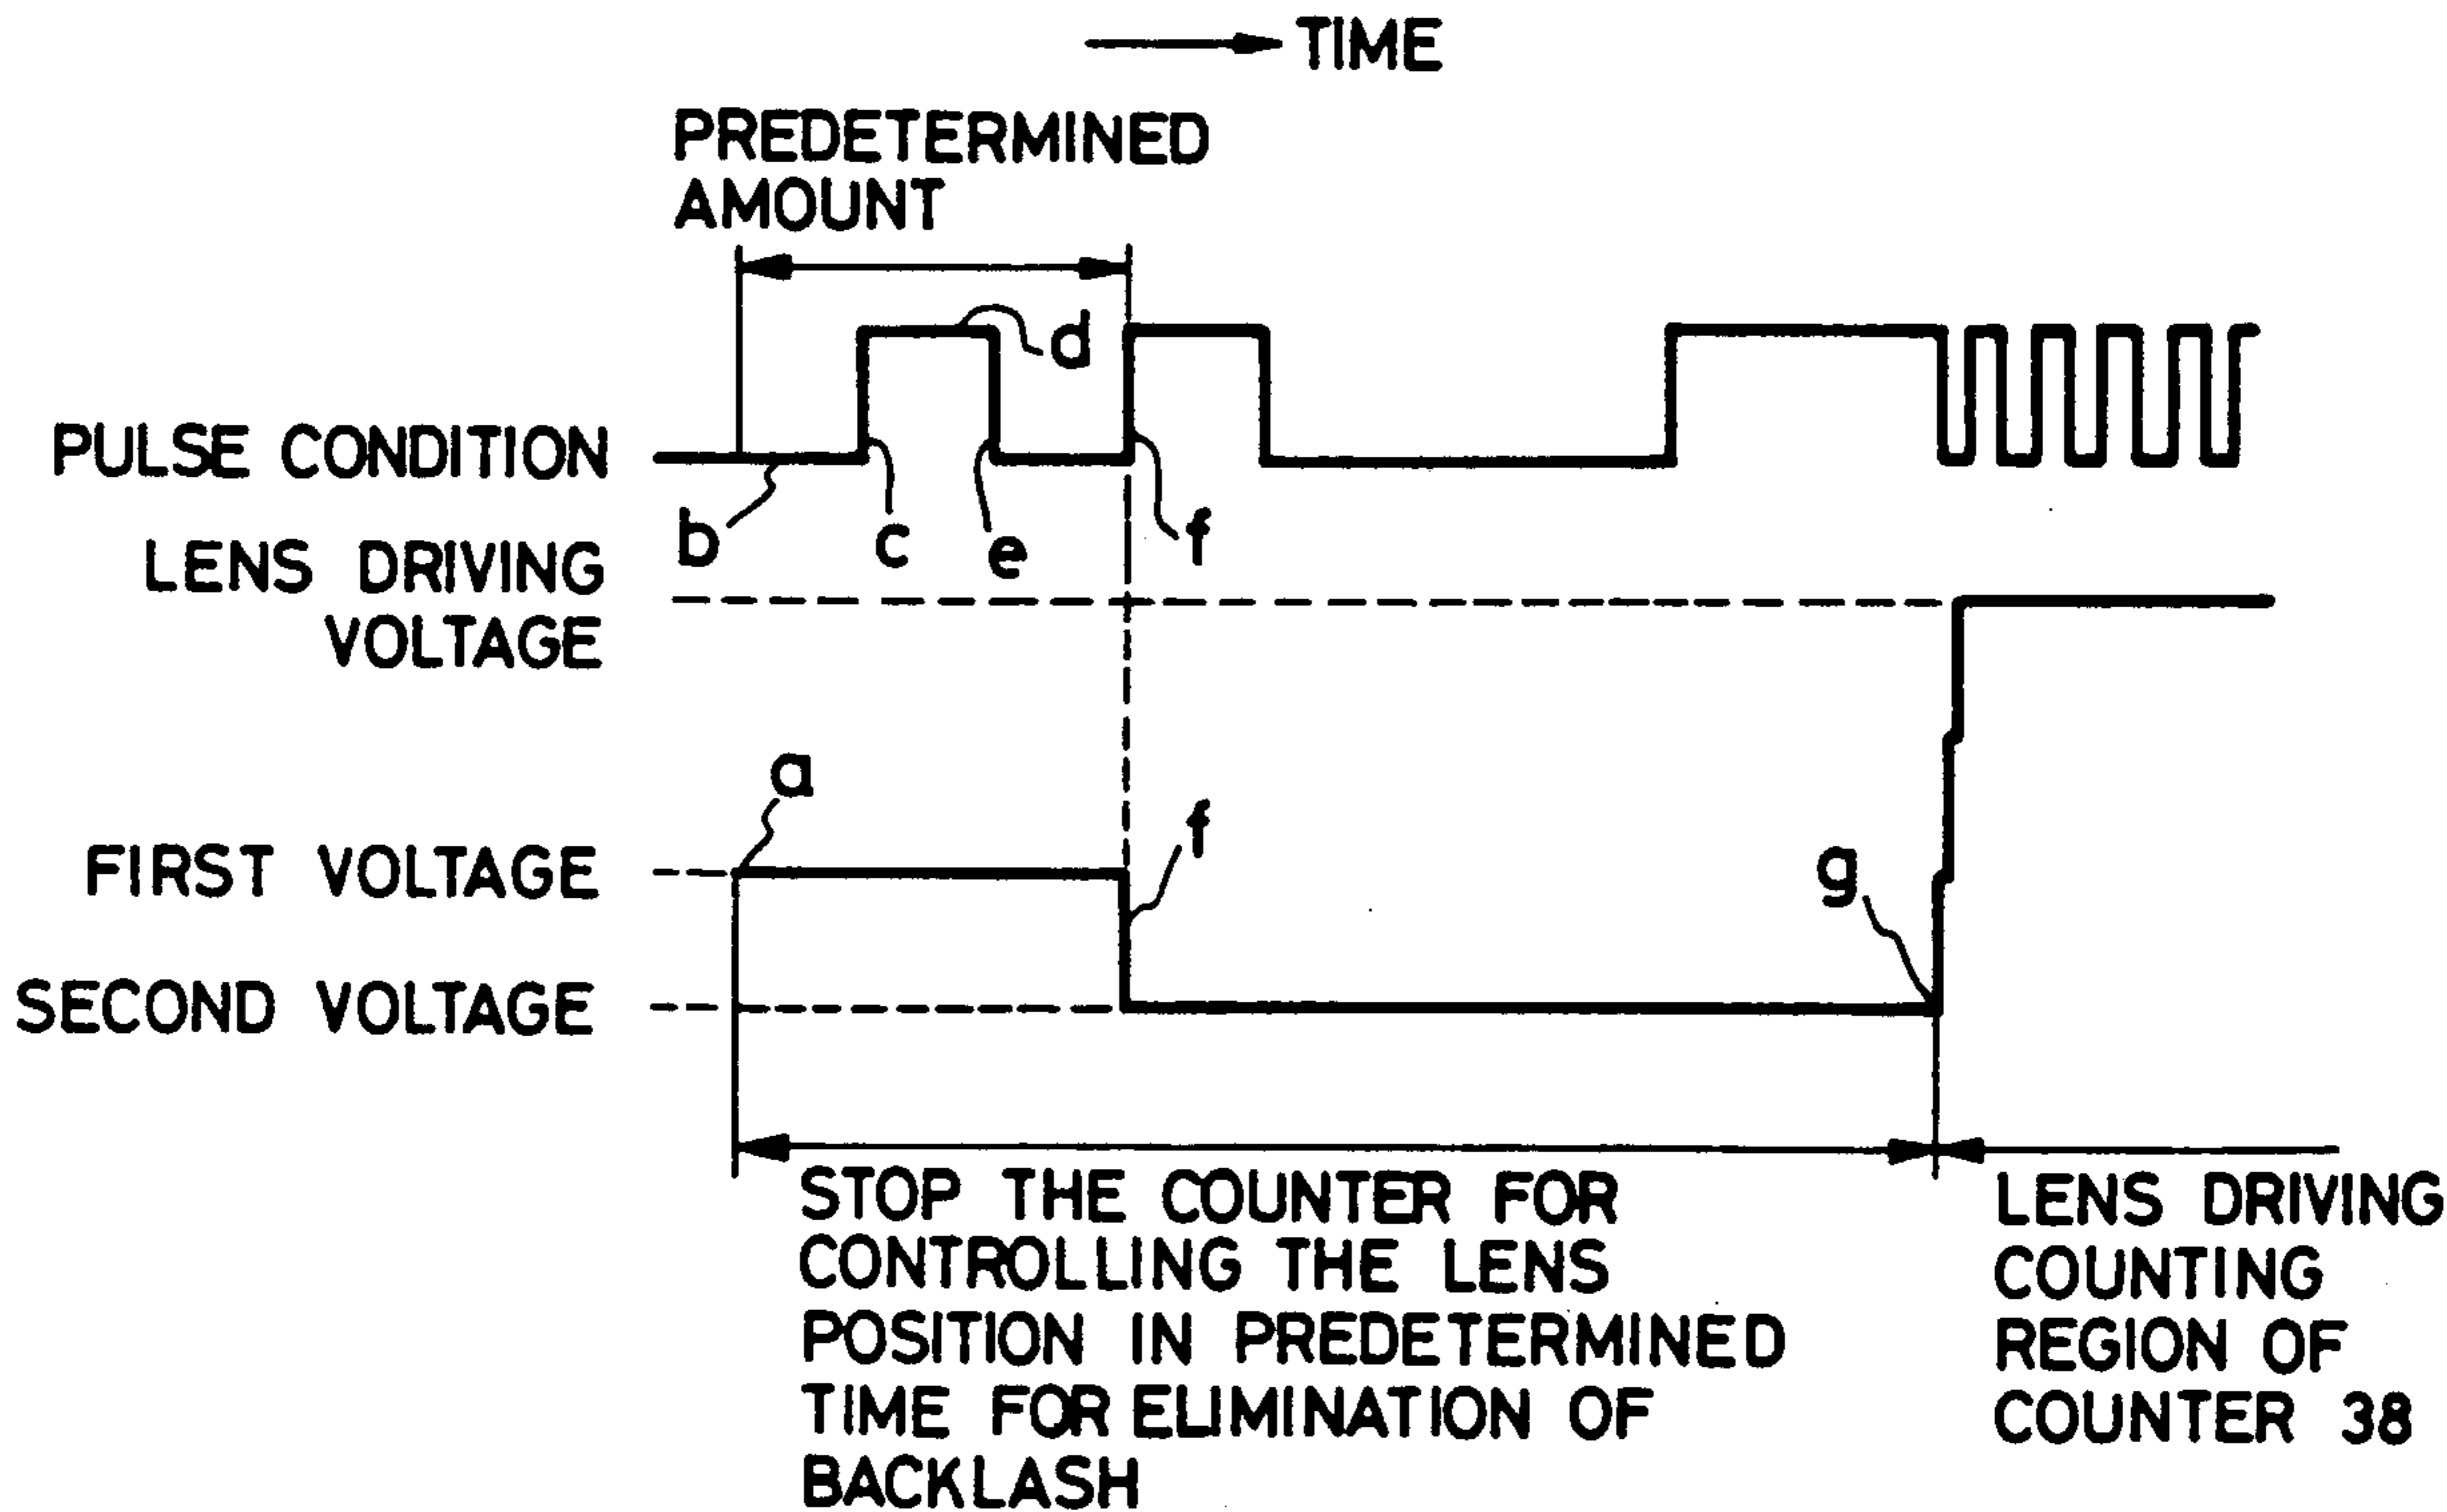 TIME
PREDETERMINED
AMOUNT
d
PULSE CONDITION
b
c
e
f
LENS DRIVING
VOLTAGE
a
f
FIRST VOLTAGE
g
SECOND VOLTAGE
STOP THE COUNTER FOR
CONTROLLING THE LENS
POSITION IN PREDETERMINED
TIME FOR ELIMINATION OF
BACKLASH
LENS DRIVING
COUNTING
REGION OF
COUNTER 38